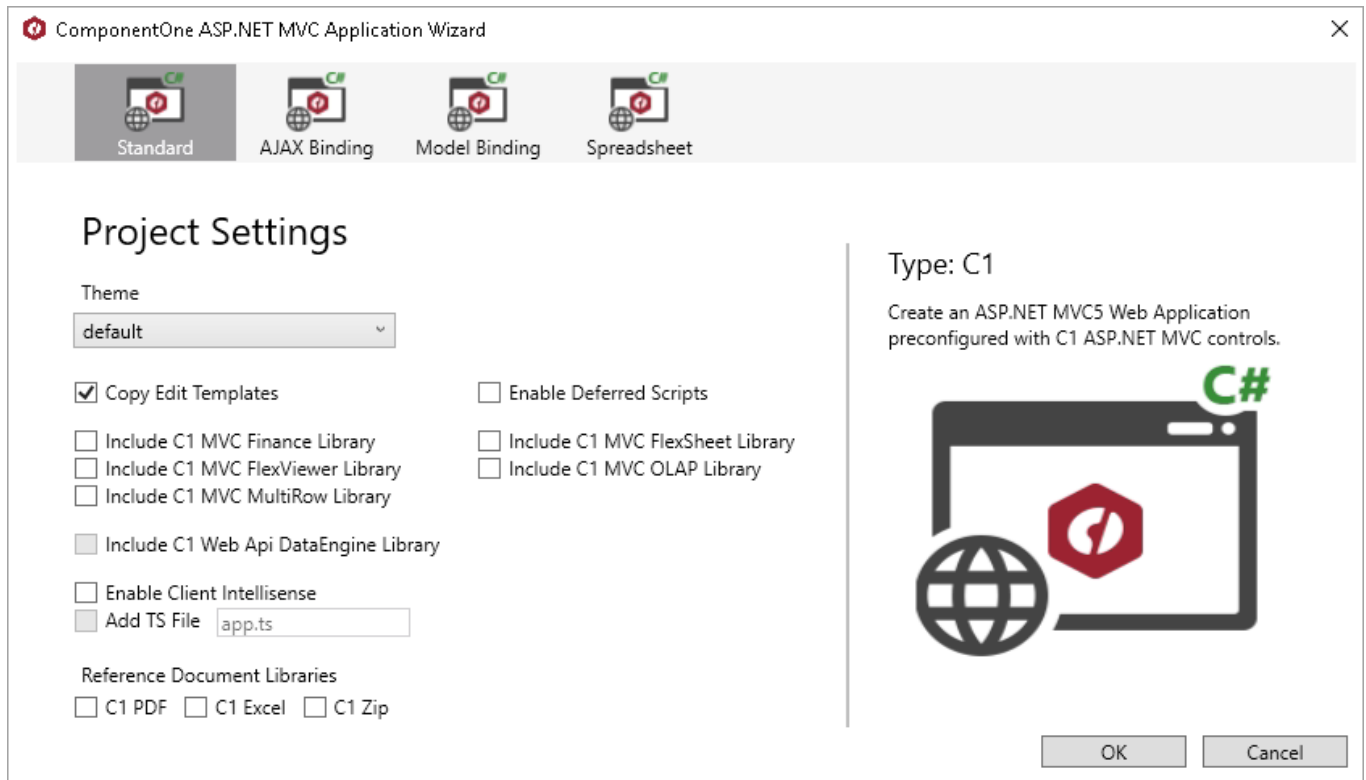 ComponentOne ASP.NET MVC Application Wizard
C# C# C# C#
Standard AJAX Binding Model Binding Spreadsheet
Project Settings
Theme
default
Copy Edit Templates Enable Deferred Scripts
Include C1 MVC Finance Library Include C1 MVC FlexSheet Library
Include C1 MVC FlexViewer Library Include C1 MVC OLAP Library
Include C1 MVC MultiRow Library
Include C1 Web Api DataEngine Library
Enable Client Intellisense
Add TS File app.ts
Reference Document Libraries
C1 PDF C1 Excel C1 Zip
Type: C1
Create an ASP.NET MVC5 Web Application
preconfigured with C1 ASP.NET MVC controls.
C#
OK Cancel